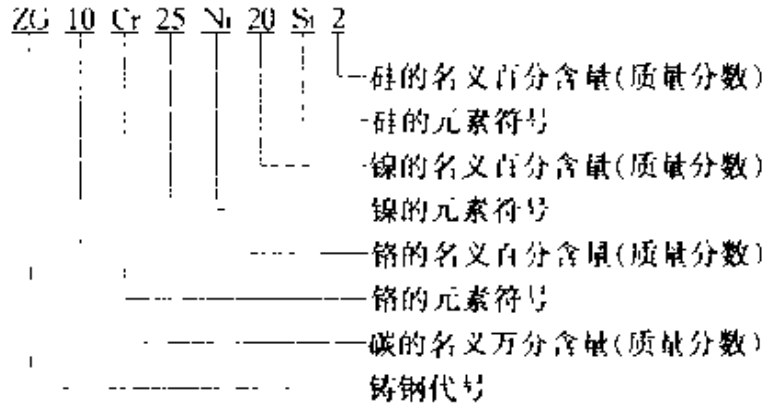 ZG 10 Cr 25 Ni 20 Si 2
硅的名义百分含量(质量分数)
硅的元素符号
镍的名义百分含量(质量分数)
镍的元素符号
铬的名义百分含量(质量分数)
铬的元素符号
碳的名义万分含量(质量分数)
铸钢代号